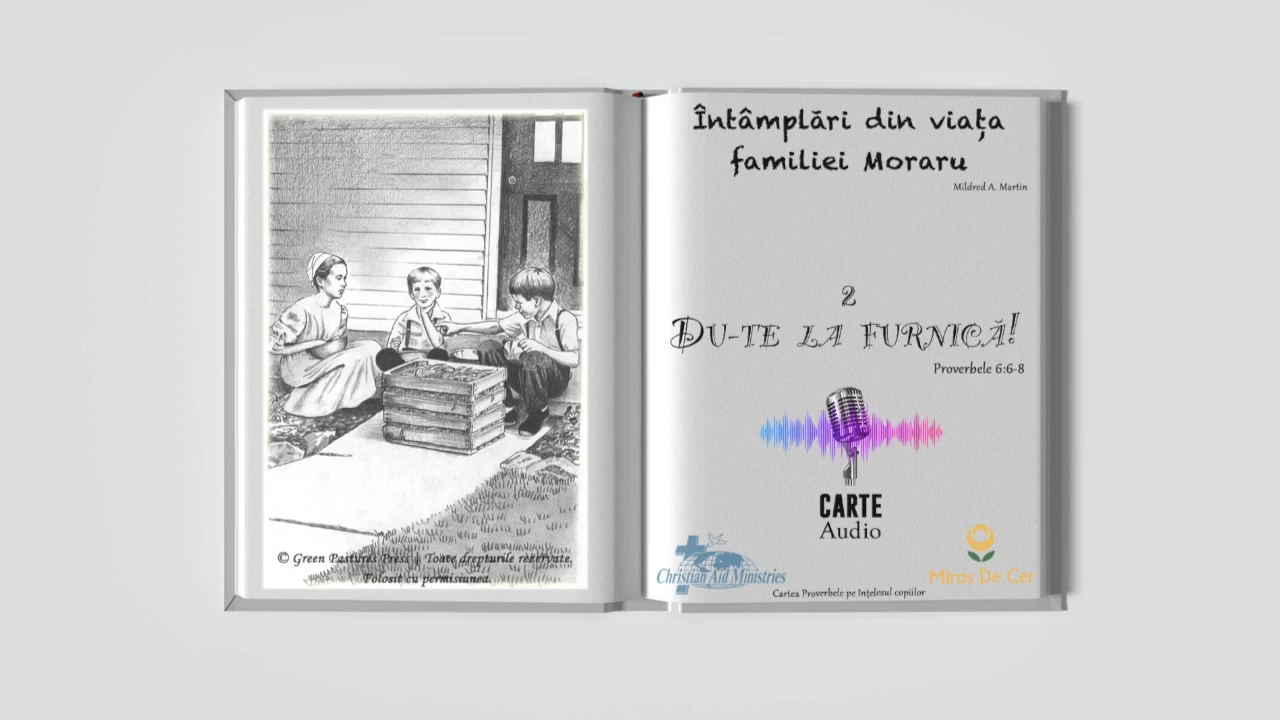 © Green Pastures Press | Toate drepturile rezervate.
Folosit cu permisiunea.
Întâmplări din viața
familiei Moraru
Mildred A. Martin
2
DU-TE LA FURNICĂ!
Proverbele 6:6-8
CARTE
Audio
Christian Aid Ministries
Miros De Cer
Cartea Proverbele pe înțelesul copiilor